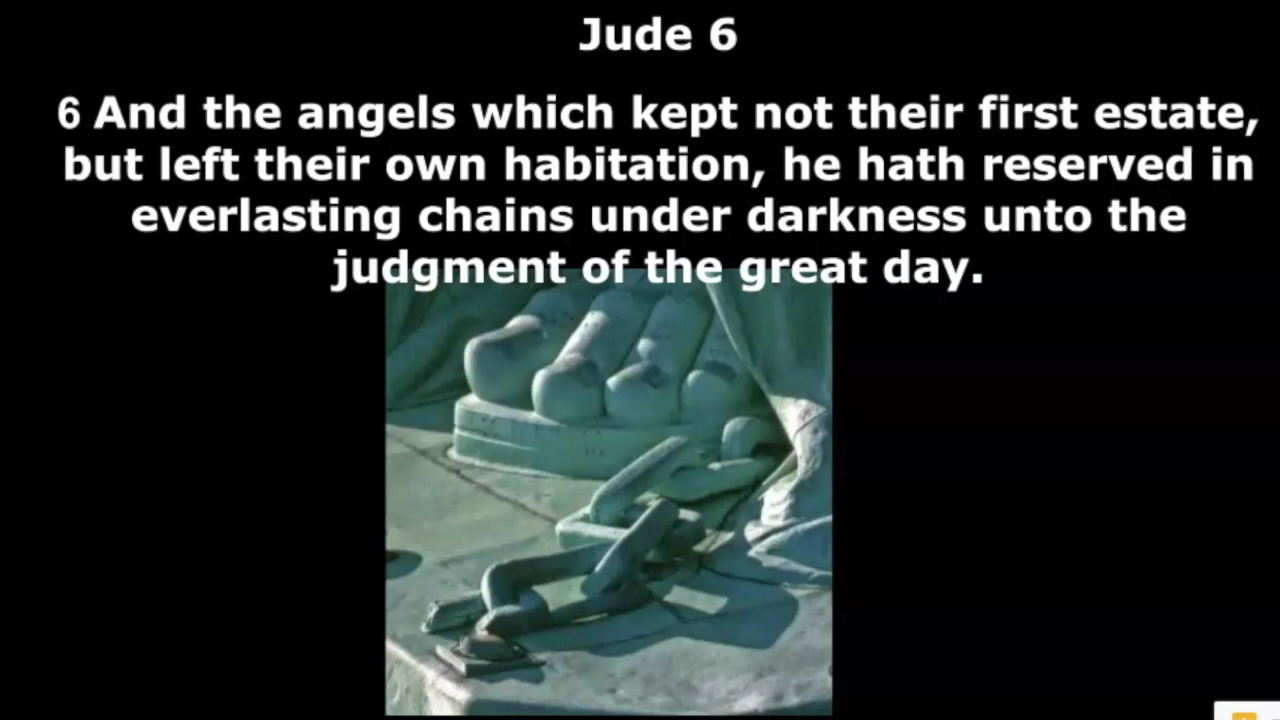 Jude 6
6 And the angels which kept not their first estate,
but left their own habitation, he hath reserved in
everlasting chains under darkness unto the
judgment of the great day.